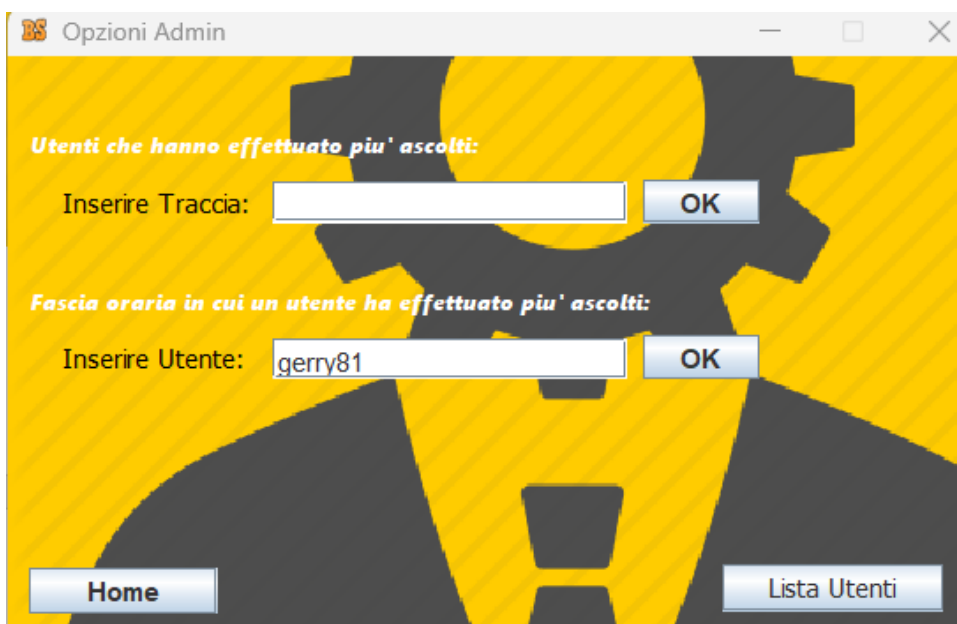 BS Opzioni Admin
Utenti che hanno effettuato piu' ascolti:
Inserire Traccia: OK
Fascia oraria in cui un utente ha effettuato piu' ascolti:
Inserire Utente: gerry81 OK
Home Lista Utenti